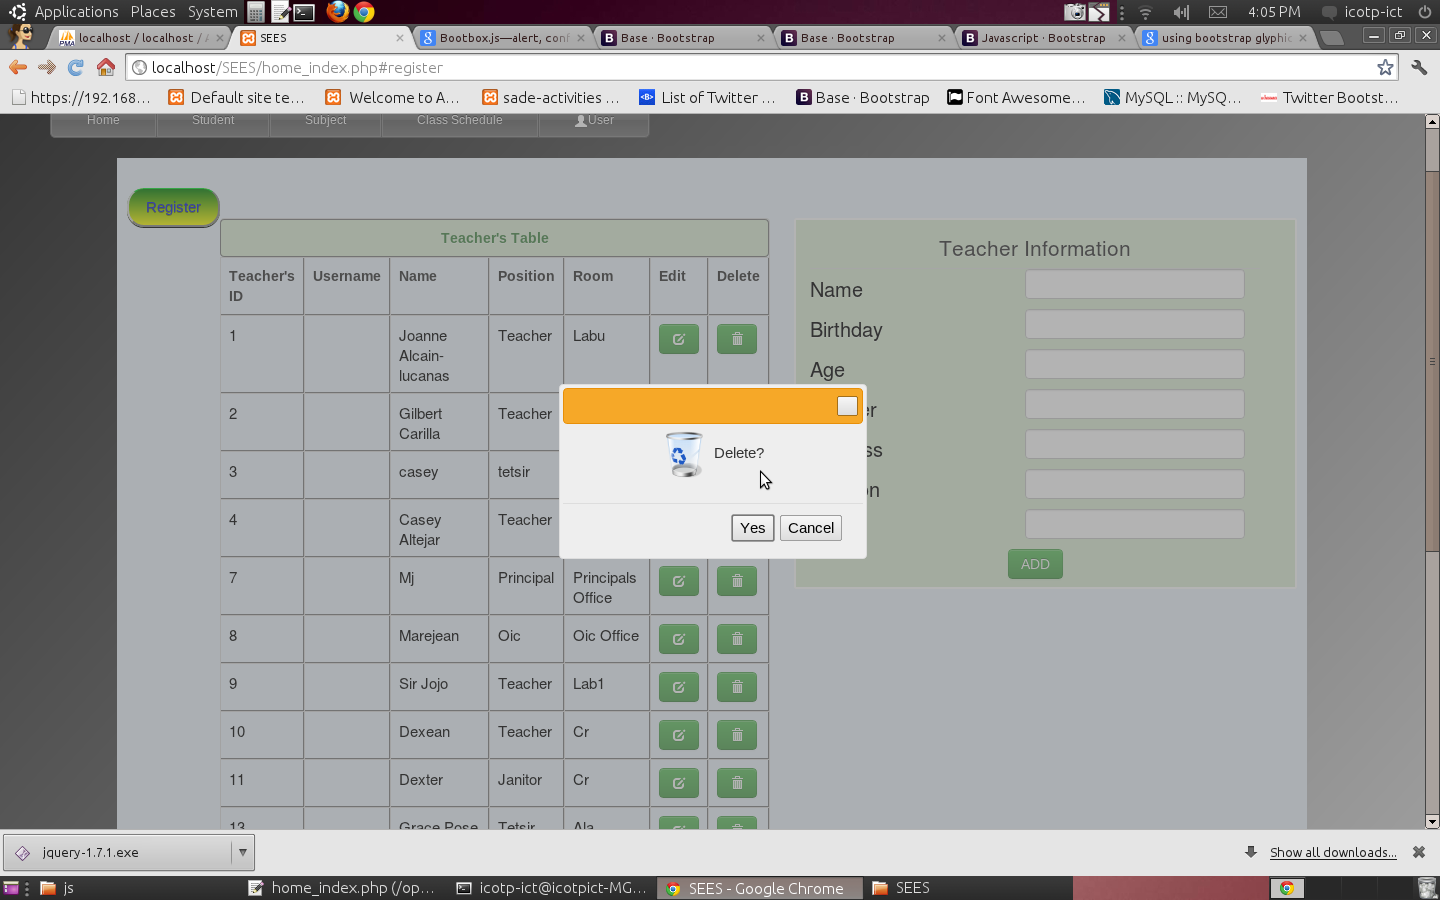 Applications Places System
4:05 PM icotp-ict
localhost / localhost / 
SEES
Bootbox.js—alert, conf
Base · Bootstrap
Base · Bootstrap
Javascript · Bootstrap
using bootstrap glyphic
localhost/SEES/home_index.php#register
https://192.168...
Default site te...
Welcome to A...
sade-activities ...
List of Twitter ...
Base · Bootstrap
Font Awesome...
MySQL :: MySQ...
Twitter Bootst...
Home Student Subject Class Schedule User
Register
Teacher's Table
Teacher's ID Username Name Position Room Edit Delete
1 Joanne Alcain-lucanas Teacher Labu
2 Gilbert Carilla Teacher
3 casey tetsir
4 Casey Altejar Teacher
7 Mj Principal Principals Office
8 Marejean Oic Oic Office
9 Sir Jojo Teacher Lab1
10 Dexean Teacher Cr
11 Dexter Janitor Cr
13 Grace Pose Tetsir Ala
Teacher Information
Name
Birthday
Age
er
ss
on
ADD
Delete?
Yes Cancel
jquery-1.7.1.exe
Show all downloads...
js
home_index.php (/op...
icotp-ict@icotpict-MG...
SEES - Google Chrome
SEES